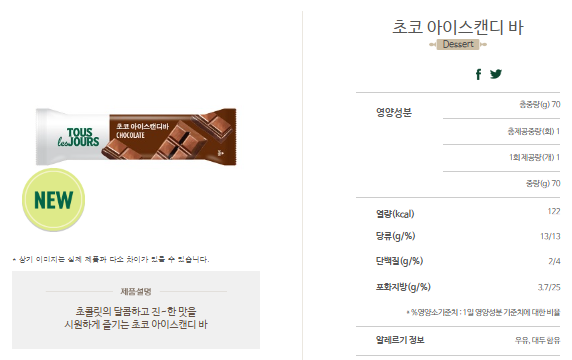 초코 아이스캔디 바
Dessert
TOUS
les JOURS
초코 아이스캔디바
CHOCOLATE
NEW
* 상기 이미지는 실제 제품과 다소 차이가 있을 수 있습니다.
제품설명
초콜릿의 달콤하고 진-한 맛을
시원하게 즐기는 초코 아이스캔디 바
영양성분
총중량(g) 70
총제공중량(회) 1
1회 제공량(개) 1
중량(g) 70
열량(kcal) 122
당류(g/%) 13/13
단백질(g/%) 2/4
포화지방(g/%) 3.7/25
* %영양소기준치 : 1일 영양성분 기준치에 대한 비율
알레르기 정보 우유, 대두 함유